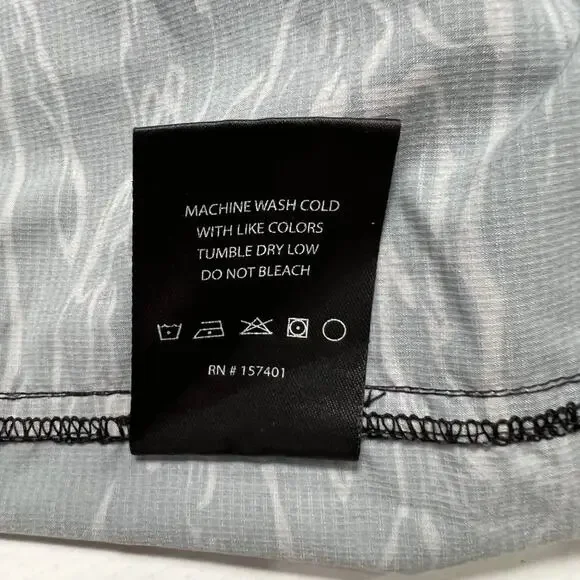 MACHINE WASH COLD
WITH LIKE COLORS
TUMBLE DRY LOW
DO NOT BLEACH
RN # 157401